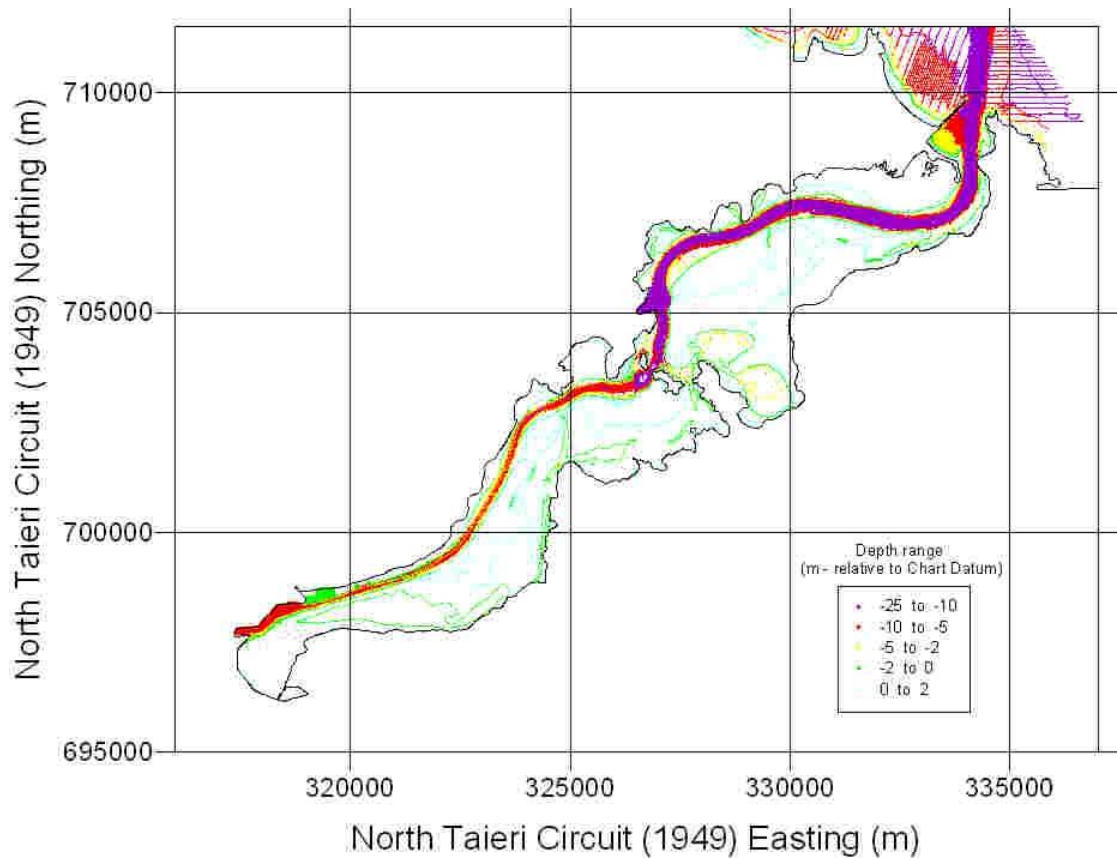 North Taieri Circuit (1949) Northing (m)
710000
705000
700000
695000
Depth range
(m - relative to Chart Datum)
-25 to -10
-10 to -5
-5 to -2
-2 to 0
0 to 2
320000 325000 330000 335000
North Taieri Circuit (1949) Easting (m)